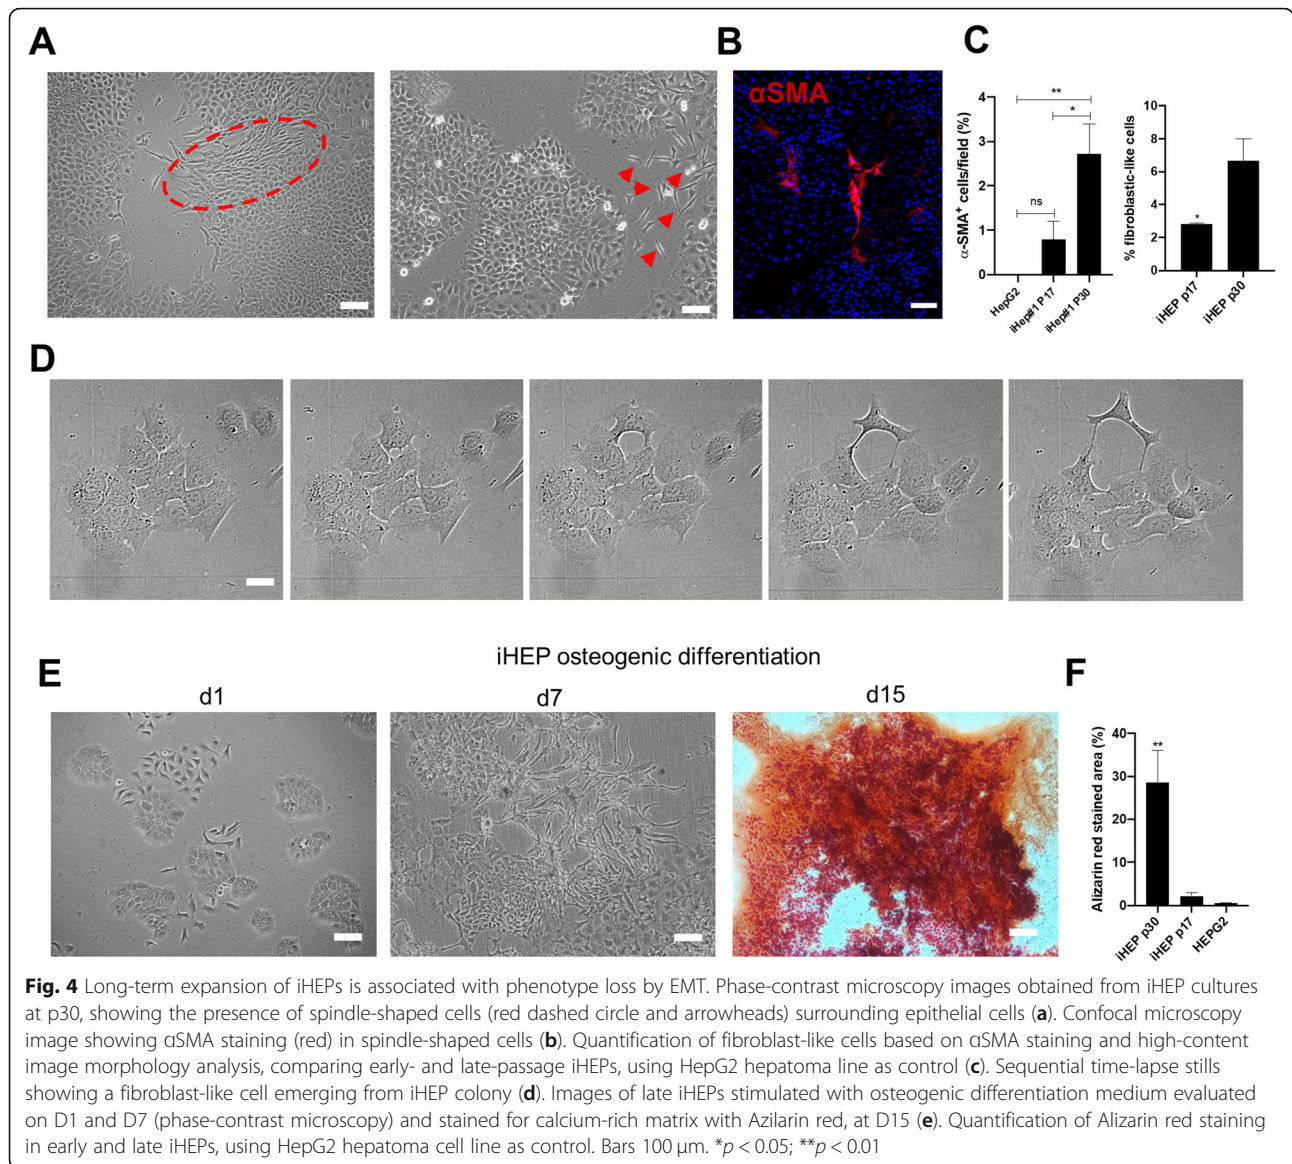 A
B
C
αSMA
α-SMA⁺ cells/field (%)
4
3
2
1
0
**
*
ns
HepG2
iHep#1 P17
iHep#1 P30
% fibroblastic-like cells
10
8
6
4
2
0
*
iHEP p17
iHEP p30
D
E
iHEP osteogenic differentiation
d1
d7
d15
F
Alizarin red stained area (%)
40
30
20
10
0
**
iHEP p30
iHEP p17
HEPG2
Fig. 4 Long-term expansion of iHEPs is associated with phenotype loss by EMT. Phase-contrast microscopy images obtained from iHEP cultures
at p30, showing the presence of spindle-shaped cells (red dashed circle and arrowheads) surrounding epithelial cells (a). Confocal microscopy
image showing αSMA staining (red) in spindle-shaped cells (b). Quantification of fibroblast-like cells based on αSMA staining and high-content
image morphology analysis, comparing early- and late-passage iHEPs, using HepG2 hepatoma line as control (c). Sequential time-lapse stills
showing a fibroblast-like cell emerging from iHEP colony (d). Images of late iHEPs stimulated with osteogenic differentiation medium evaluated
on D1 and D7 (phase-contrast microscopy) and stained for calcium-rich matrix with Azilarin red, at D15 (e). Quantification of Alizarin red staining
in early and late iHEPs, using HepG2 hepatoma cell line as control. Bars 100 μm. *p < 0.05; **p < 0.01